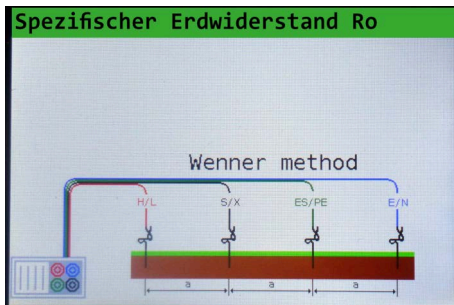 Spezifischer Erdwiderstand Ro
Wenner method
H/L S/X ES/PE E/N
a a a